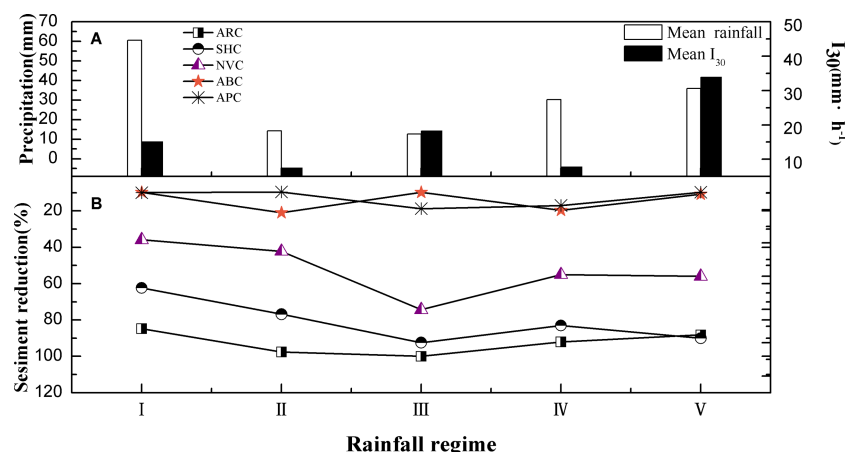 A
ARC
SHC
NVC
ABC
APC
Mean rainfall
Mean I30
Precipitation(mm)
70
60
50
40
30
20
10
0
I30(mm· h-1)
50
40
30
20
10
B
Sesiment reduction(%)
20
40
60
80
100
120
I II III IV V
Rainfall regime